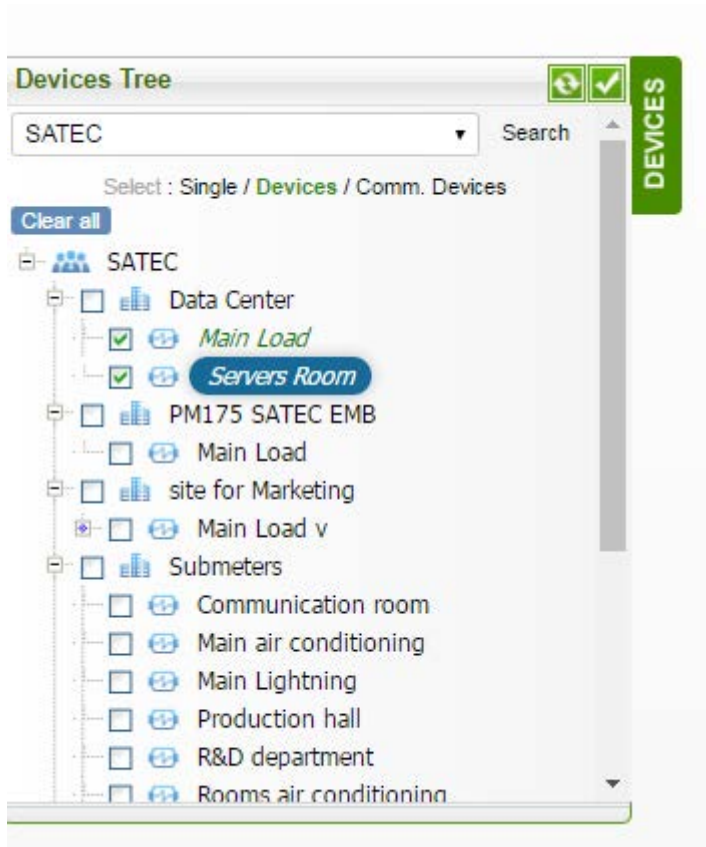 Devices Tree
DEVICES
SATEC Search
Select : Single / Devices / Comm. Devices
Clear all
SATEC
Data Center
Main Load
Servers Room
PM175 SATEC EMB
Main Load
site for Marketing
Main Load v
Submeters
Communication room
Main air conditioning
Main Lightning
Production hall
R&D department
Rooms air conditioning